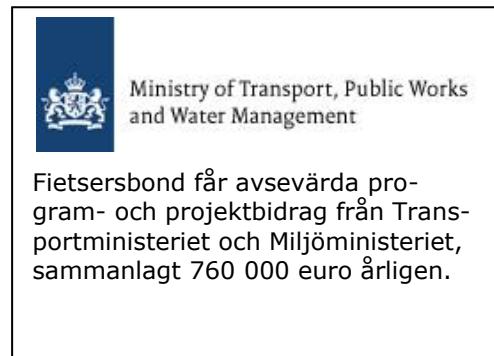 Ministry of Transport, Public Works
and Water Management
Fietsersbond får avsevärda pro-
gram- och projektbidrag från Trans-
portministeriet och Miljöministeriet,
sammanlagt 760 000 euro årligen.